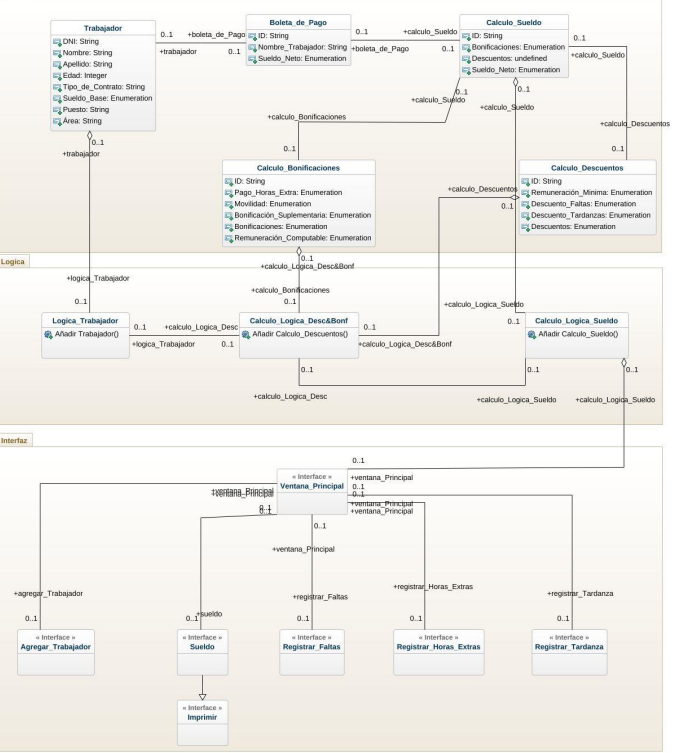 Trabajador
DNI: String
Nombre: String
Apellido: String
Edad: Integer
Tipo_de_Contrato: String
Sueldo_Base: Enumeration
Puesto: String
Área: String
0..1
+trabajador
0..1
+boleta_de_Pago
+trabajador
0..1
Boleta_de_Pago
ID: String
Nombre_Trabajador: String
Sueldo_Neto: Enumeration
0..1
+calculo_Sueldo
+boleta_de_Pago
0..1
Calculo_Sueldo
ID: String
Bonificaciones: Enumeration
Descuentos: undefined
Sueldo_Neto: Enumeration
0..1
+calculo_Sueldo
0..1
+calculo_Sueldo
0..1
+calculo_Sueldo
+calculo_Bonificaciones
0..1
+calculo_Descuentos
0..1
Calculo_Bonificaciones
ID: String
Pago_Horas_Extra: Enumeration
Movilidad: Enumeration
Bonificación_Suplementaria: Enumeration
Bonificaciones: Enumeration
Remuneración_Computable: Enumeration
+calculo_Descuentos
0..1
Calculo_Descuentos
ID: String
Remuneración_Minima: Enumeration
Descuento_Faltas: Enumeration
Descuento_Tardanzas: Enumeration
Descuentos: Enumeration
0..1
+calculo_Logica_Desc&Bonf
Logica
+logica_Trabajador
0..1
+calculo_Bonificaciones
0..1
+calculo_Logica_Sueldo
0..1
Logica_Trabajador
Añadir Trabajador()
0..1
+calculo_Logica_Desc
+logica_Trabajador
0..1
Calculo_Logica_Desc&Bonf
Añadir Calculo_Descuentos()
0..1
+calculo_Logica_Desc&Bonf
Calculo_Logica_Sueldo
Añadir Calculo_Sueldo()
0..1
0..1
0..1
+calculo_Logica_Desc
+calculo_Logica_Sueldo
+calculo_Logica_Sueldo
Interfaz
0..1
+ventana_Principal
« Interface »
Ventana_Principal
0..1
0..1
+ventana_Principal
+ventana_Principal
+ventana_Principal
+ventana_Principal
0..1
0..1
0..1
+ventana_Principal
+agregar_Trabajador
0..1
+sueldo
0..1
+registrar_Faltas
0..1
+registrar_Horas_Extras
0..1
+registrar_Tardanza
0..1
« Interface »
Agregar_Trabajador
« Interface »
Sueldo
« Interface »
Registrar_Faltas
« Interface »
Registrar_Horas_Extras
« Interface »
Registrar_Tardanza
« Interface »
Imprimir